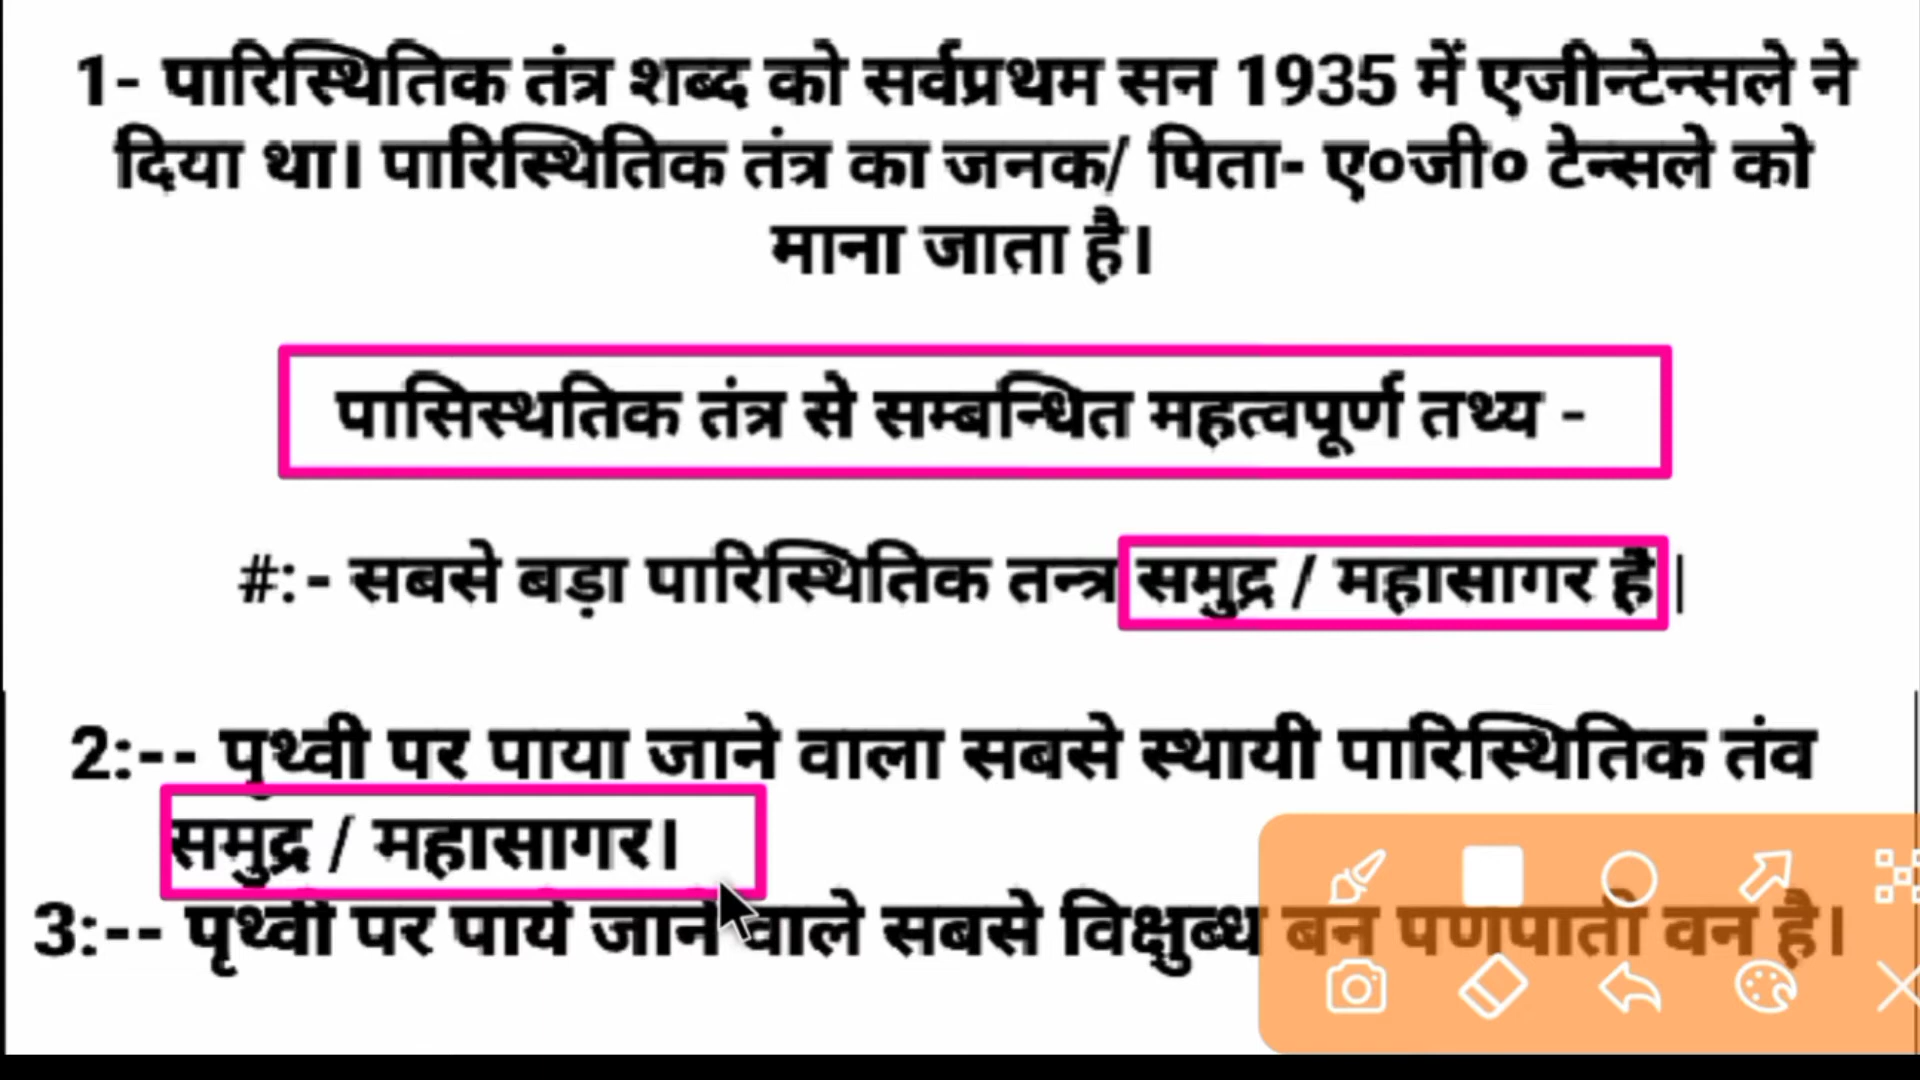 1- पारिस्थितिक तंत्र शब्द को सर्वप्रथम सन 1935 में एजीन्टेन्सले ने
दिया था। पारिस्थितिक तंत्र का जनक/ पिता- ए०जी० टेन्सले को
माना जाता है।
पासिस्थतिक तंत्र से सम्बन्धित महत्वपूर्ण तथ्य -
#:- सबसे बड़ा पारिस्थितिक तन्त्र समुद्र / महासागर है|
2:-- पृथ्वी पर पाया जाने वाला सबसे स्थायी पारिस्थितिक तंव
समुद्र / महासागर।
3:-- पृथ्वी पर पाये जाने वाले सबसे विक्षुब्ध बन पणपाती वन है।